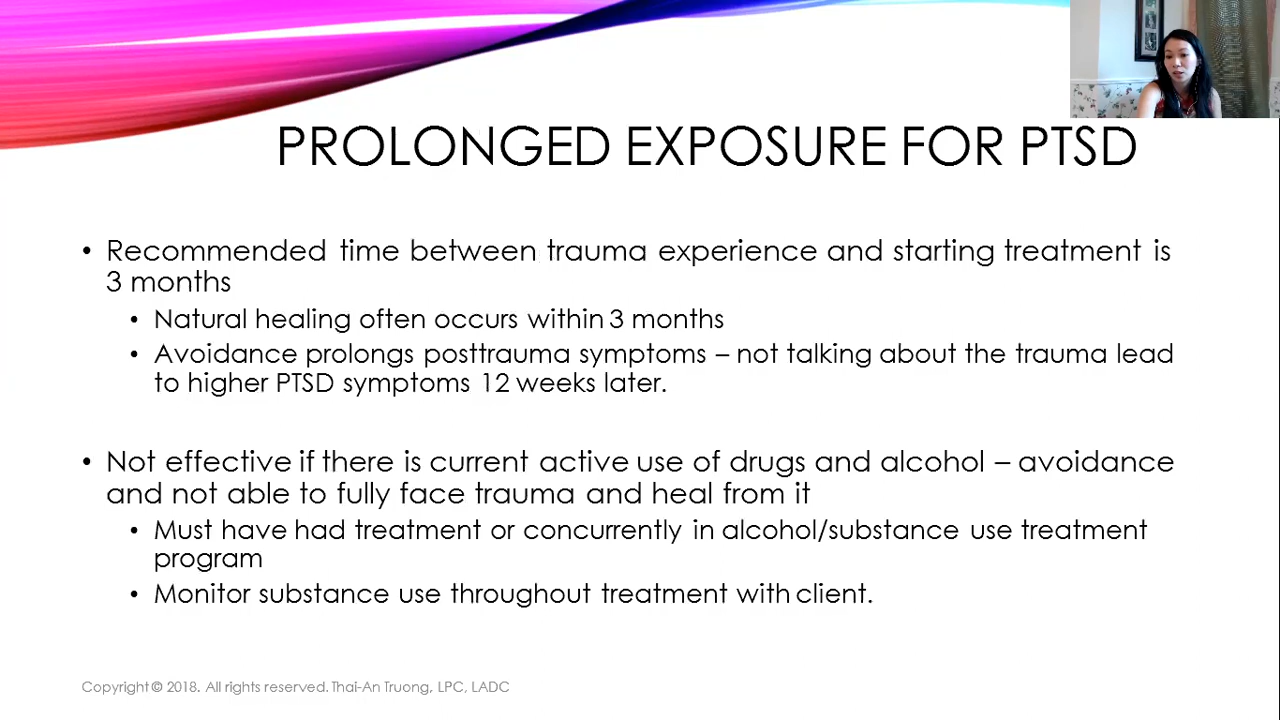 PROLONGED EXPOSURE FOR PTSD
• Recommended time between trauma experience and starting treatment is
3 months
• Natural healing often occurs within 3 months
• Avoidance prolongs posttrauma symptoms – not talking about the trauma lead
to higher PTSD symptoms 12 weeks later.
• Not effective if there is current active use of drugs and alcohol – avoidance
and not able to fully face trauma and heal from it
• Must have had treatment or concurrently in alcohol/substance use treatment
program
• Monitor substance use throughout treatment with client.
Copyright © 2018. All rights reserved. Thai-An Truong, LPC, LADC